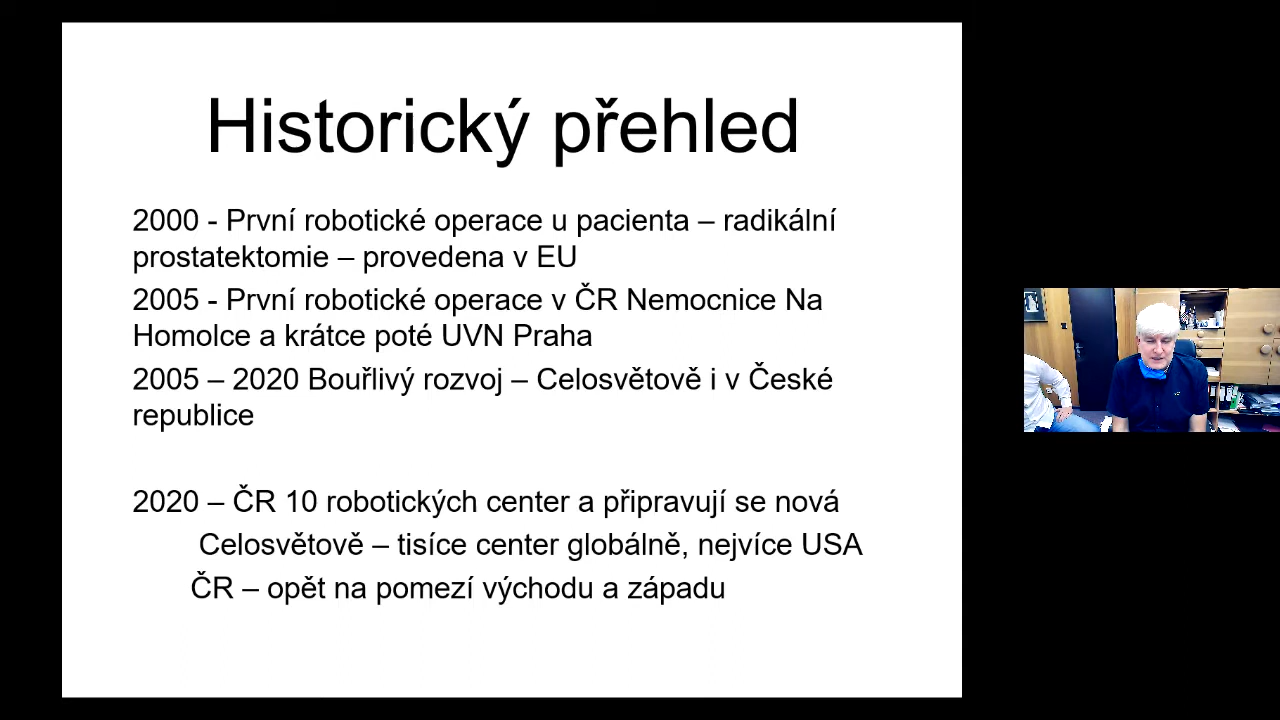 Historický přehled
2000 - První robotické operace u pacienta – radikální
prostatektomie – provedena v EU
2005 - První robotické operace v ČR Nemocnice Na
Homolce a krátce poté UVN Praha
2005 – 2020 Bouřlivý rozvoj – Celosvětově i v České
republice
2020 – ČR 10 robotických center a připravují se nová
Celosvětově – tisíce center globálně, nejvíce USA
ČR – opět na pomezí východu a západu